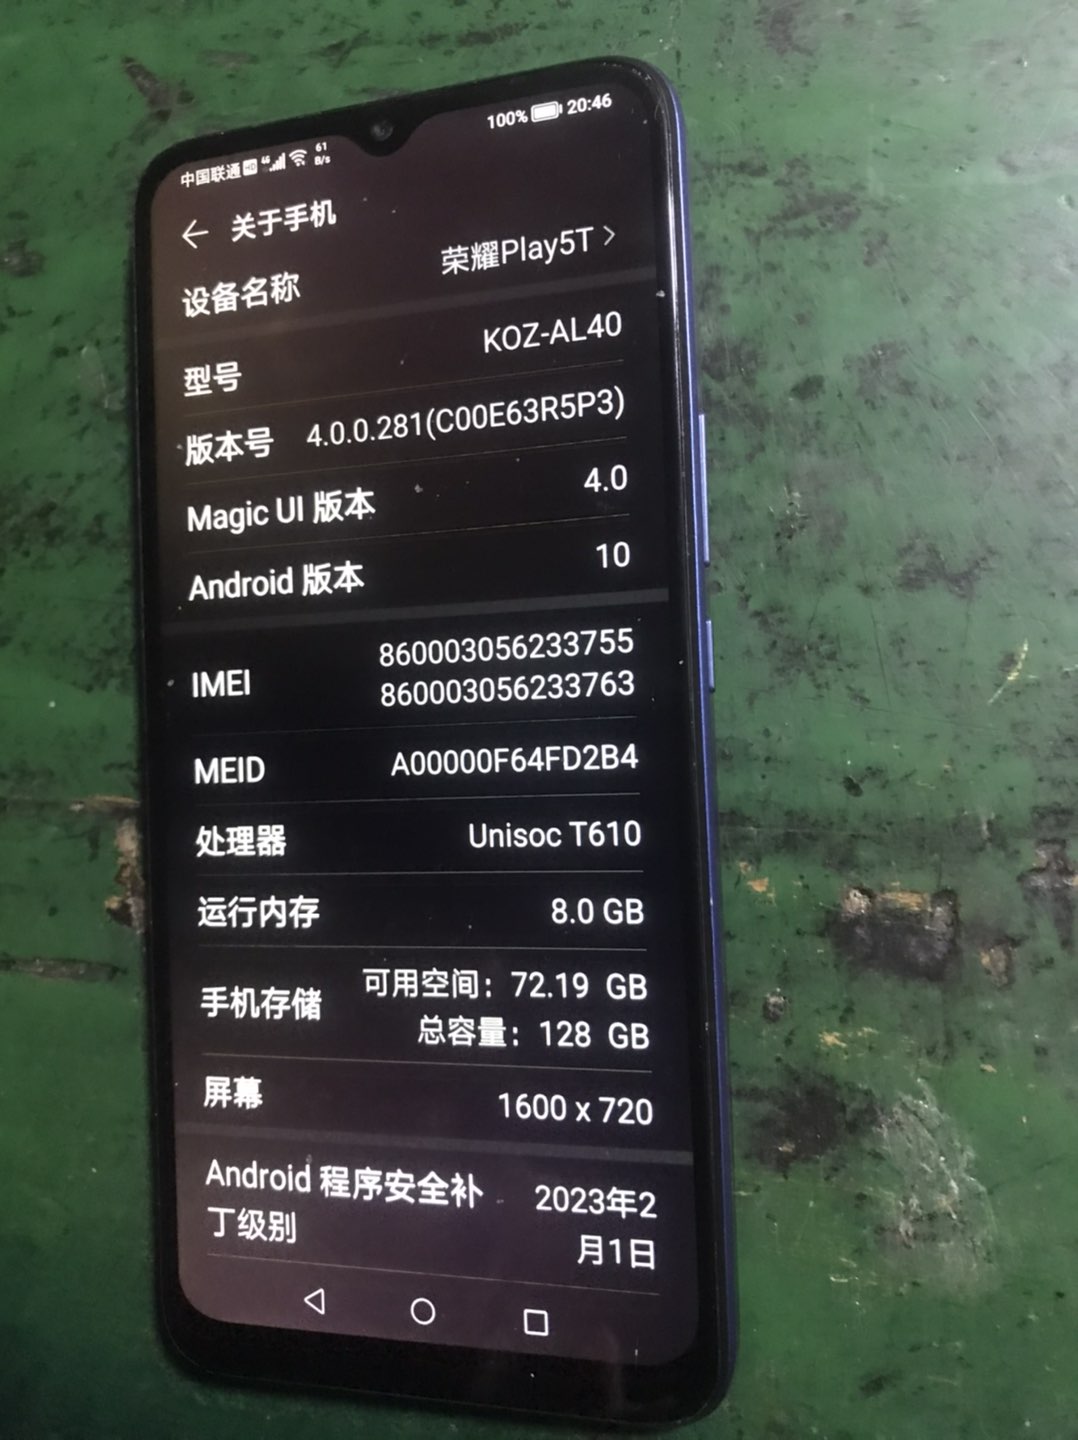 中国联通 HD 4G 61 B/s 100% 20:46
← 关于手机
设备名称 荣耀Play5T >
型号 KOZ-AL40
版本号 4.0.0.281(C00E63R5P3)
Magic UI 版本 4.0
Android 版本 10
IMEI 860003056233755
860003056233763
MEID A00000F64FD2B4
处理器 Unisoc T610
运行内存 8.0 GB
手机存储 可用空间：72.19 GB
总容量：128 GB
屏幕 1600 x 720
Android 程序安全补 2023年2
丁级别 月1日